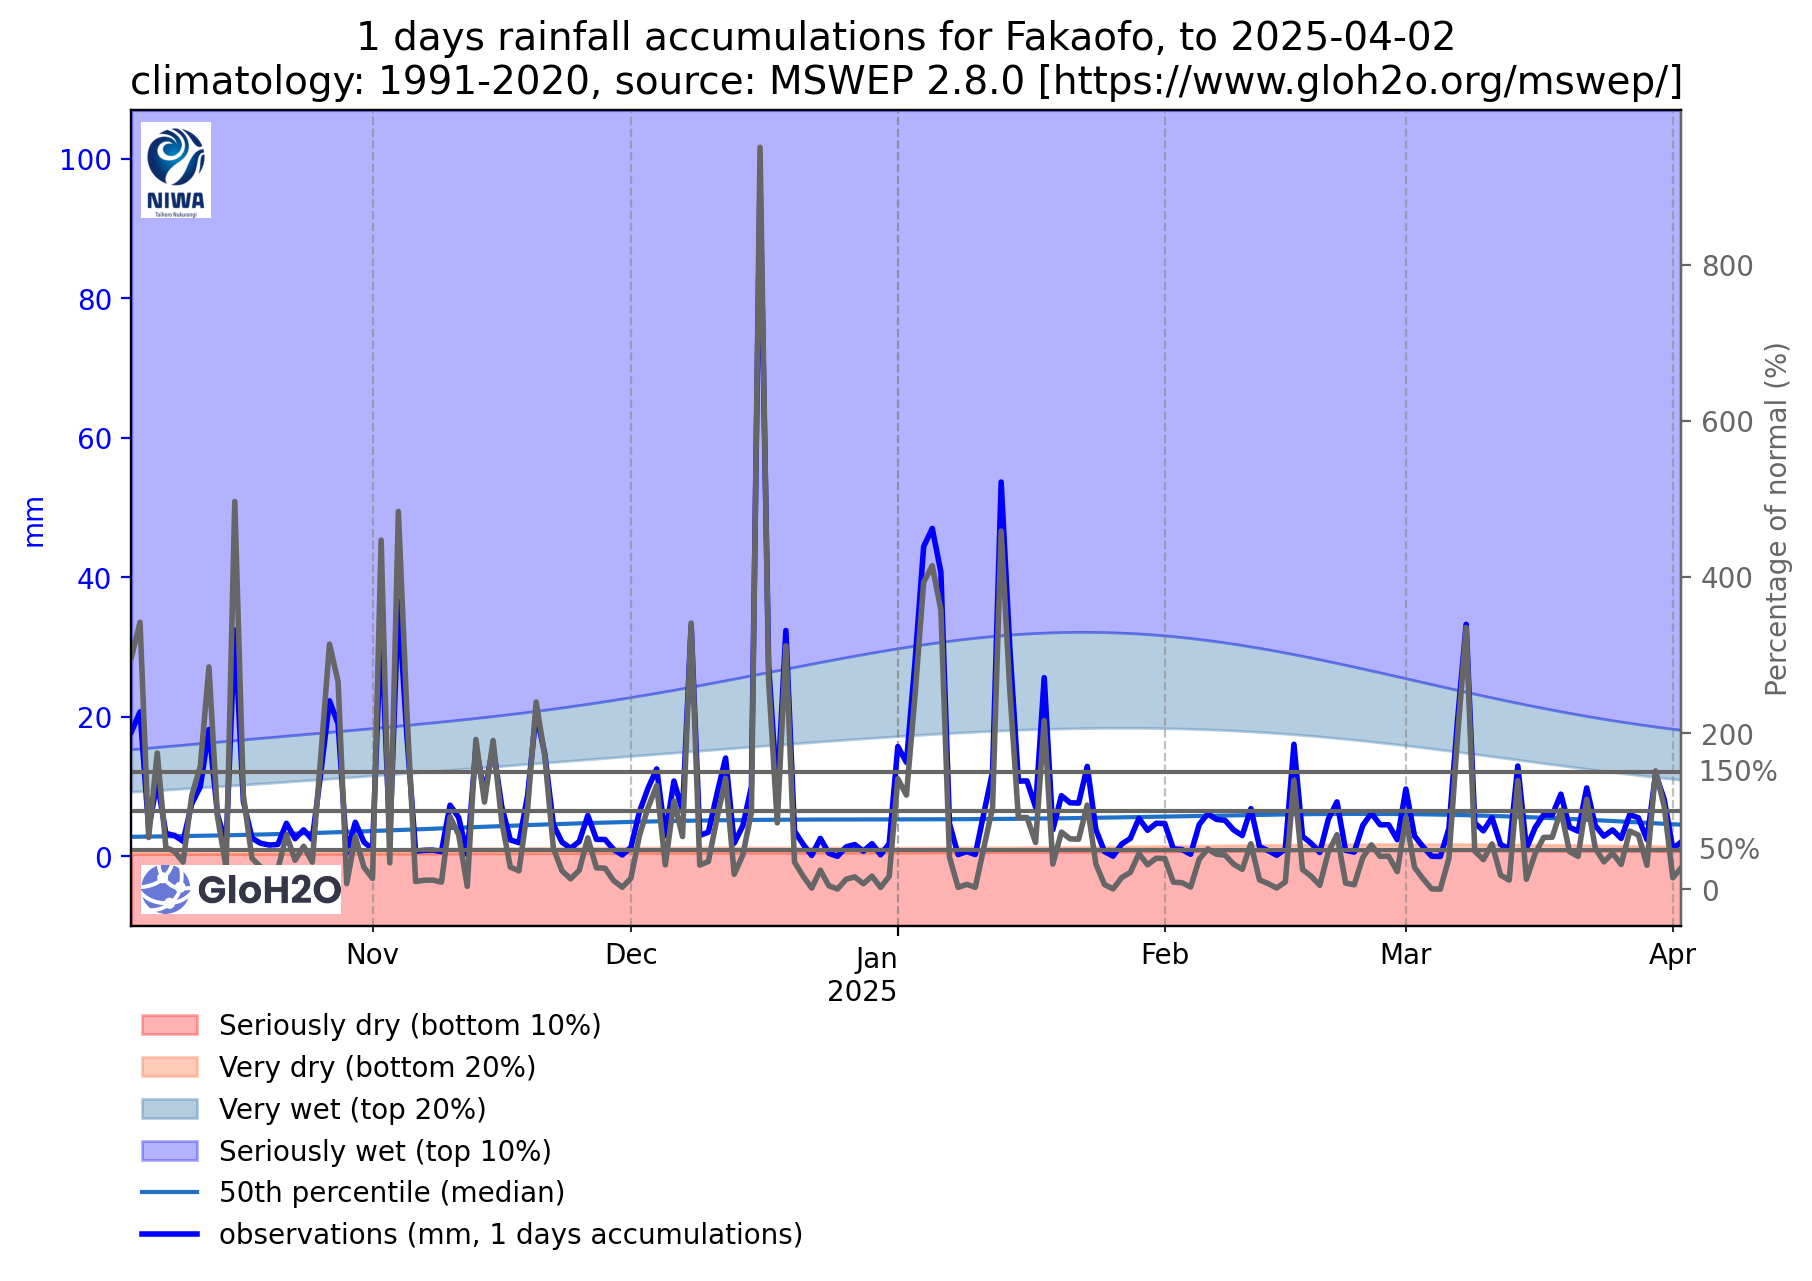 1 days rainfall accumulations for Fakaofo, to 2025-04-02
climatology: 1991-2020, source: MSWEP 2.8.0 [https://www.gloh2o.org/mswep/]
NIWA
Taihoro Nukurangi
100
80
60
40
20
0
mm
800
600
400
200
150%
50%
0
Percentage of normal (%)
GloH2O
Nov
Dec
Jan
2025
Feb
Mar
Apr
Seriously dry (bottom 10%)
Very dry (bottom 20%)
Very wet (top 20%)
Seriously wet (top 10%)
50th percentile (median)
observations (mm, 1 days accumulations)